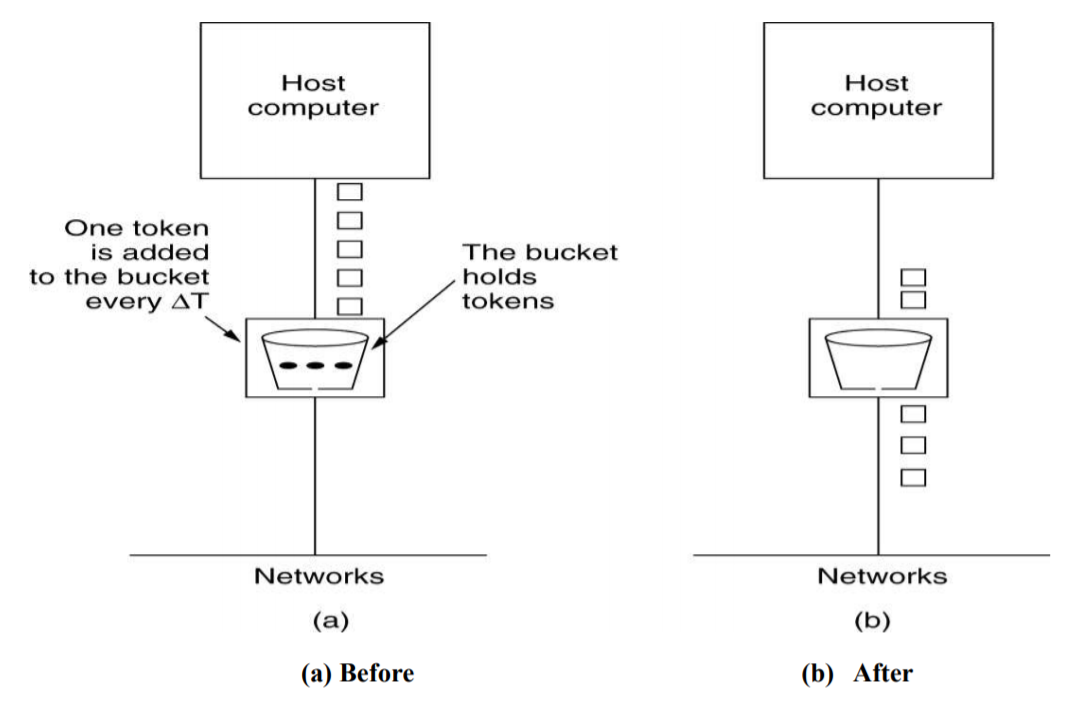 Host
computer
One token
is added
to the bucket
every ΔT
The bucket
holds
tokens
Networks
(a)
(a) Before
Host
computer
Networks
(b)
(b) After